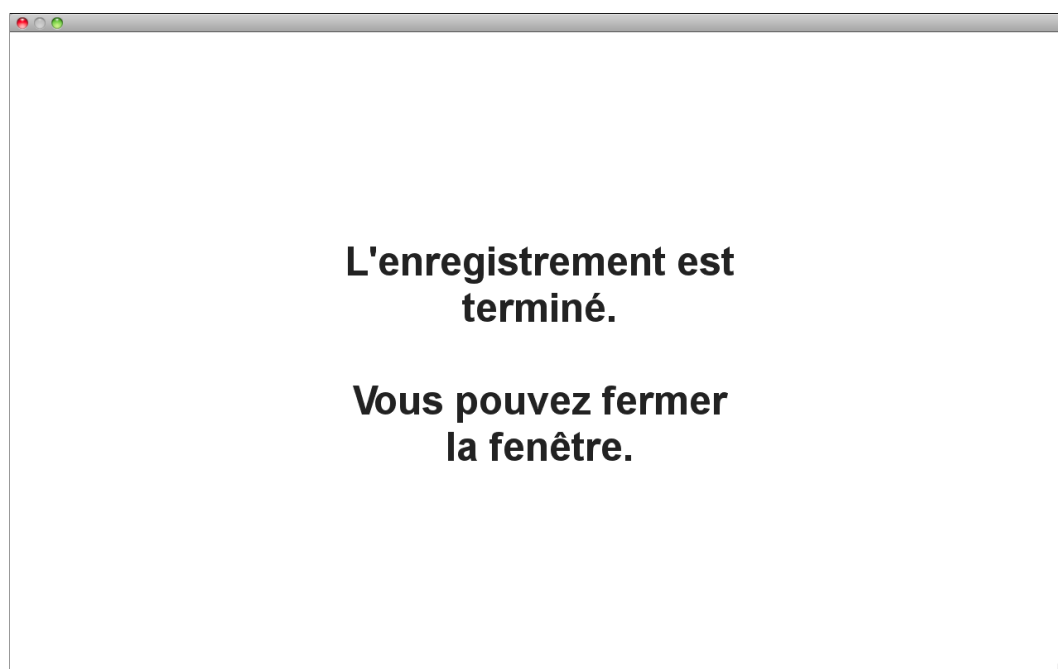 L'enregistrement est
terminé.
Vous pouvez fermer
la fenêtre.